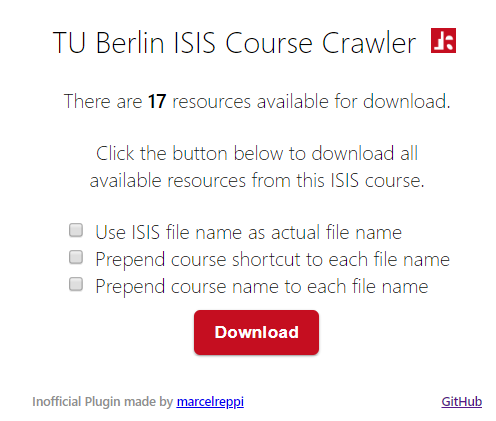 TU Berlin ISIS Course Crawler
There are 17 resources available for download.
Click the button below to download all
available resources from this ISIS course.
Use ISIS file name as actual file name
Prepend course shortcut to each file name
Prepend course name to each file name
Download
Inofficial Plugin made by marcelreppi GitHub